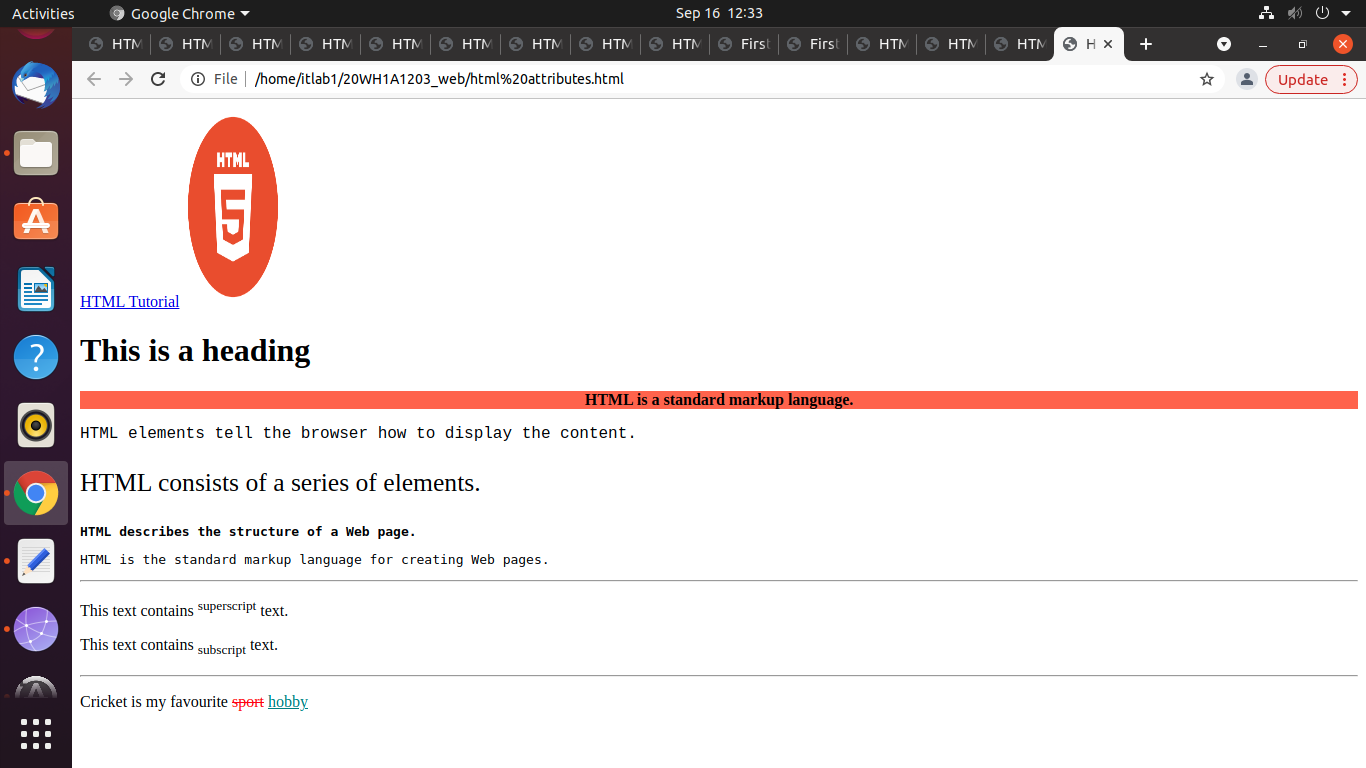 Activities Google Chrome Sep 16 12:33
HTM HTM HTM HTM HTM HTM HTM HTM HTM First First HTM HTM HTM H
File /home/itlab1/20WH1A1203_web/html%20attributes.html Update
HTML
5
HTML Tutorial
This is a heading
HTML is a standard markup language.
HTML elements tell the browser how to display the content.
HTML consists of a series of elements.
HTML describes the structure of a Web page.
HTML is the standard markup language for creating Web pages.
This text contains superscript text.
This text contains subscript text.
Cricket is my favourite sport hobby